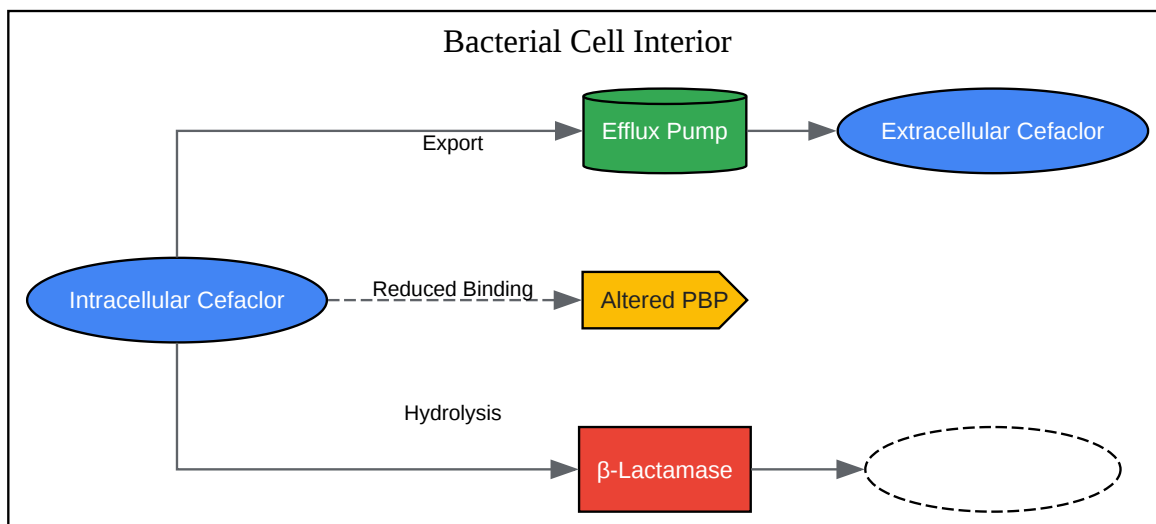 Bacterial Cell Interior
Efflux Pump
Extracellular Cefaclor
Export
Intracellular Cefaclor
Reduced Binding
Altered PBP
Hydrolysis
β-Lactamase